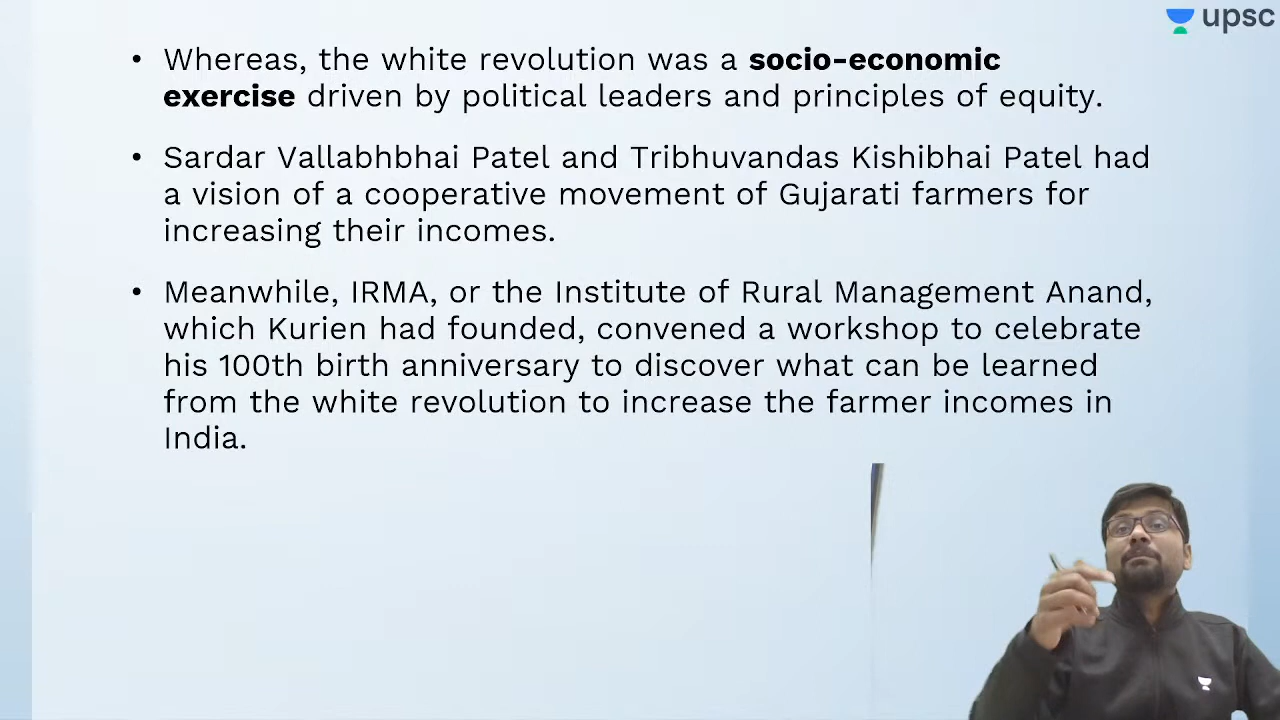 upsc
• Whereas, the white revolution was a socio-economic
exercise driven by political leaders and principles of equity.
• Sardar Vallabhbhai Patel and Tribhuvandas Kishibhai Patel had
a vision of a cooperative movement of Gujarati farmers for
increasing their incomes.
• Meanwhile, IRMA, or the Institute of Rural Management Anand,
which Kurien had founded, convened a workshop to celebrate
his 100th birth anniversary to discover what can be learned
from the white revolution to increase the farmer incomes in
India.